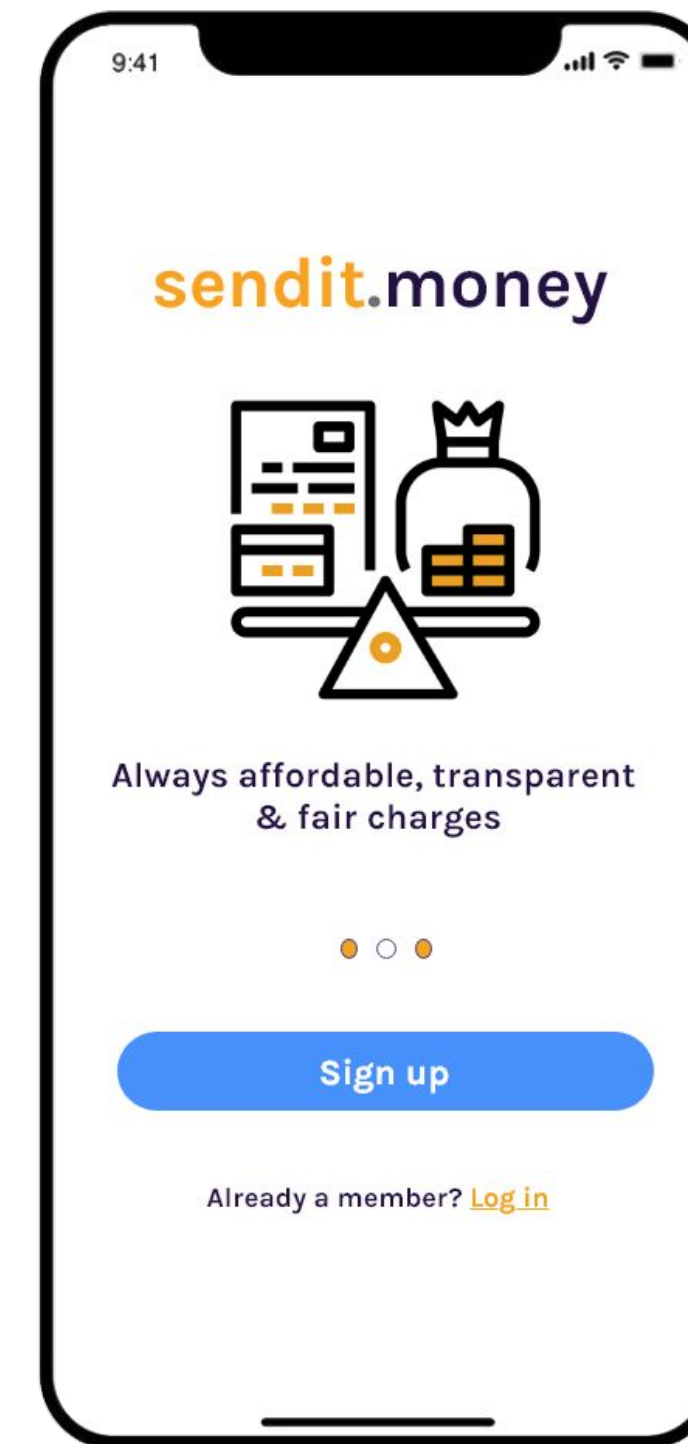 9:41
sendit.money
Always affordable, transparent
& fair charges
Sign up
Already a member? Log in